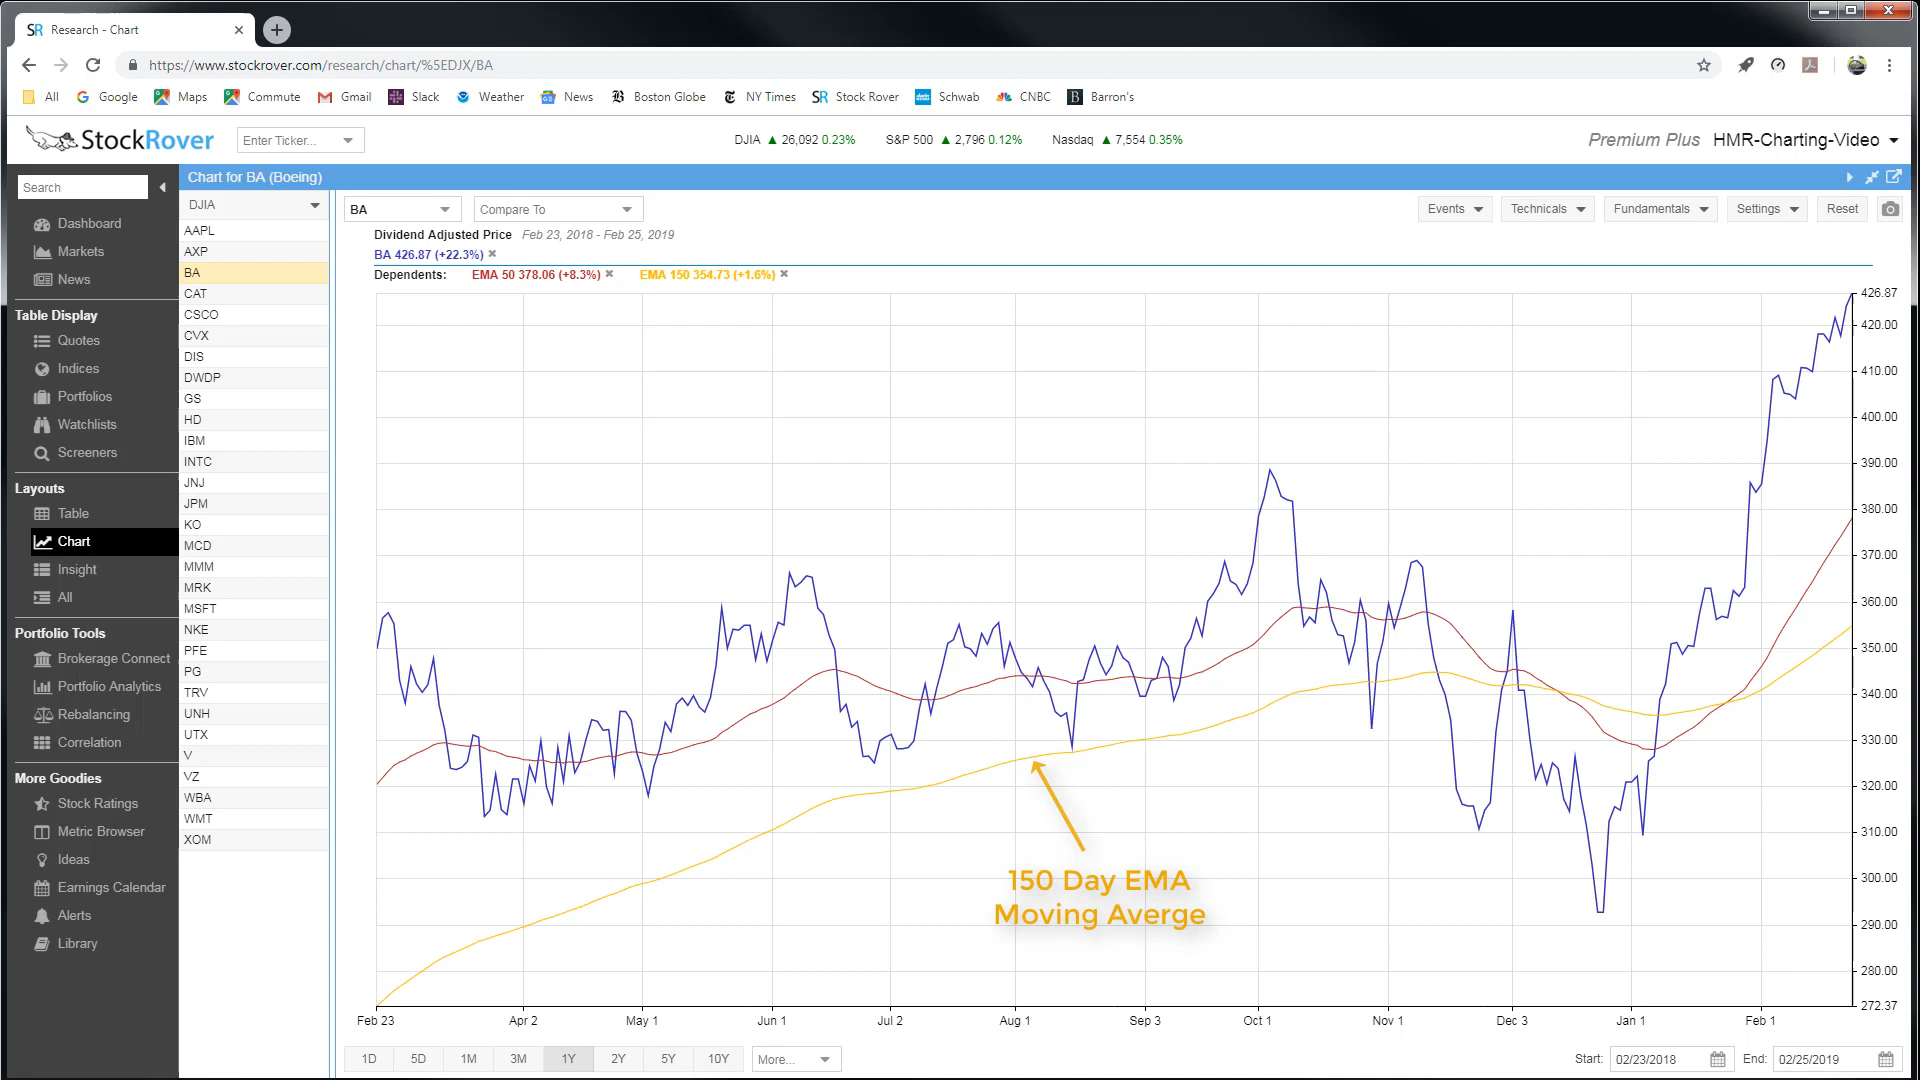 SR Research - Chart
https://www.stockrover.com/research/chart/%5EDJX/BA
All Google Maps Commute Gmail Slack Weather News Boston Globe NY Times SR Stock Rover Schwab CNBC B Barron's
StockRover Enter Ticker... DJIA ▲ 26,092 0.23% S&P 500 ▲ 2,796 0.12% Nasdaq ▲ 7,554 0.35% Premium Plus HMR-Charting-Video
Search
Dashboard
Markets
News
Table Display
Quotes
Indices
Portfolios
Watchlists
Screeners
Layouts
Table
Chart
Insight
All
Portfolio Tools
Brokerage Connect
Portfolio Analytics
Rebalancing
Correlation
More Goodies
Stock Ratings
Metric Browser
Ideas
Earnings Calendar
Alerts
Library
Chart for BA (Boeing)
DJIA
AAPL
AXP
BA
CAT
CSCO
CVX
DIS
DWDP
GS
HD
IBM
INTC
JNJ
JPM
KO
MCD
MMM
MRK
MSFT
NKE
PFE
PG
TRV
UNH
UTX
V
VZ
WBA
WMT
XOM
BA Compare To Events Technicals Fundamentals Settings Reset
Dividend Adjusted Price Feb 23, 2018 - Feb 25, 2019
BA 426.87 (+22.3%)
Dependents: EMA 50 378.06 (+8.3%) EMA 150 354.73 (+1.6%)
426.87
420.00
410.00
400.00
390.00
380.00
370.00
360.00
350.00
340.00
330.00
320.00
310.00
300.00
290.00
280.00
272.37
150 Day EMA
Moving Averge
Feb 23 Apr 2 May 1 Jun 1 Jul 2 Aug 1 Sep 3 Oct 1 Nov 1 Dec 3 Jan 1 Feb 1
1D 5D 1M 3M 1Y 2Y 5Y 10Y More... Start: 02/23/2018 End: 02/25/2019